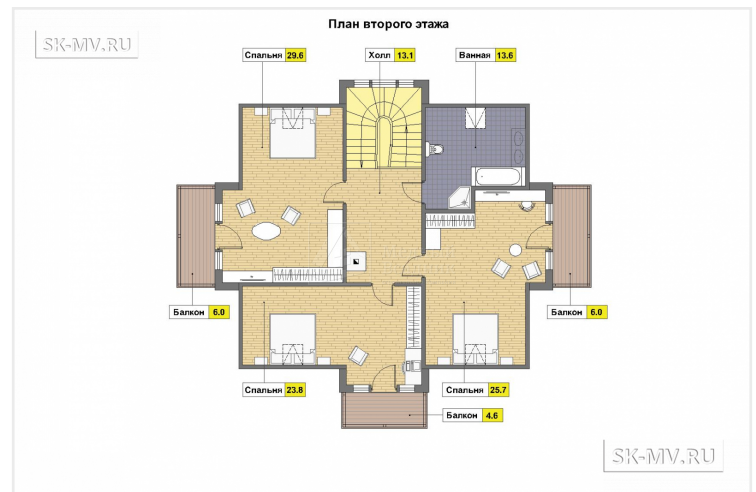 План второго этажа
SK-MV.RU
Спальня 29.6
Холл 13.1
Ванная 13.6
Балкон 6.0
Балкон 6.0
Спальня 23.8
Спальня 25.7
Балкон 4.6
SK-MV.RU